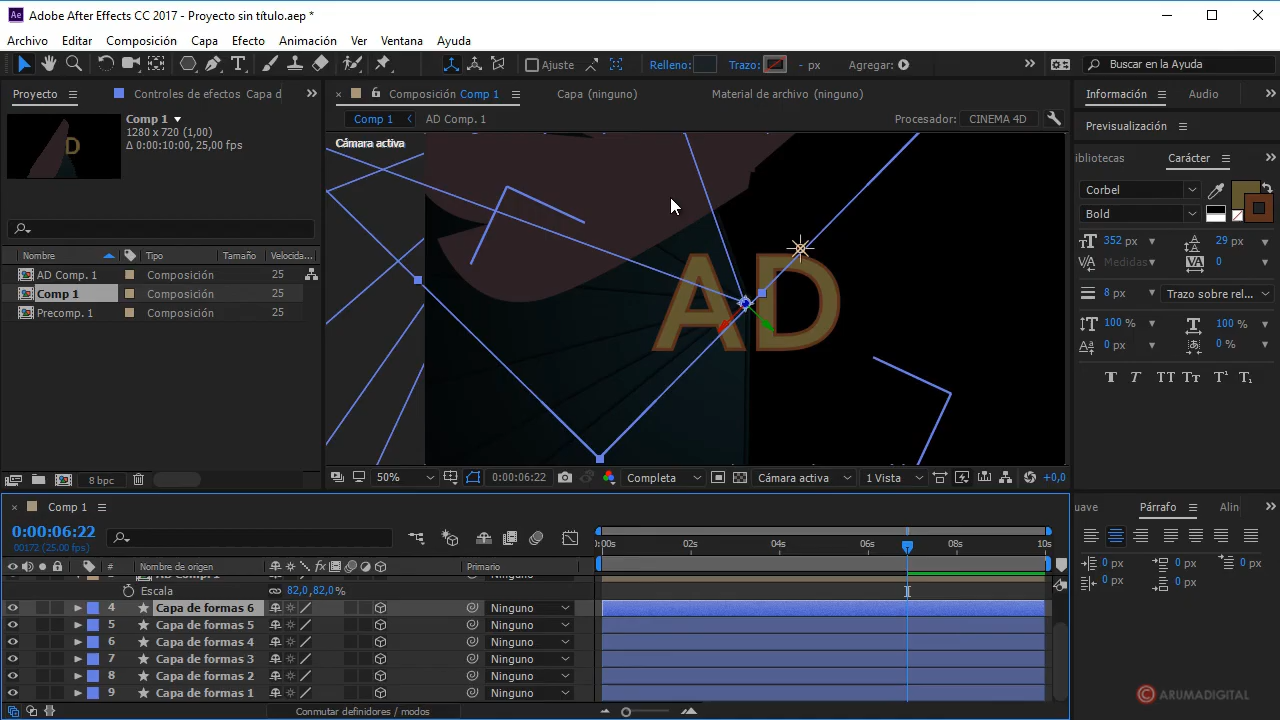 Adobe After Effects CC 2017 - Proyecto sin título.aep *
Archivo Editar Composición Capa Efecto Animación Ver Ventana Ayuda
Ajuste Relleno: Trazo: - px Agregar: Buscar en la Ayuda
Proyecto Controles de efectos Capa d
Composición Comp 1 Capa (ninguno) Material de archivo (ninguno)
Información Audio
Comp 1
1280 x 720 (1,00)
Δ 0:00:10:00, 25,00 fps
Comp 1 AD Comp. 1 Procesador: CINEMA 4D
Previsualización
Cámara activa
ibliotecas Carácter
Corbel
Bold
352 px 29 px
Medidas 0
8 px Trazo sobre rel...
100 % 100 %
0 px 0 %
T T TT Tt T¹ T₁
AD
Nombre Tipo Tamaño Velocida...
AD Comp. 1 Composición 25
Comp 1 Composición 25
Precomp. 1 Composición 25
8 bpc
50% 0:00:06:22 Completa Cámara activa 1 Vista +0,0
Comp 1
uave Párrafo Alin
0:00:06:22
00172 (25.00 fps)
:00s 02s 04s 06s 08s 10s
# Nombre de origen Primario
0 px 0 px 0 px
0 px 0 px
Escala 82,0,82,0%
4 Capa de formas 6 Ninguno
5 Capa de formas 5 Ninguno
6 Capa de formas 4 Ninguno
7 Capa de formas 3 Ninguno
8 Capa de formas 2 Ninguno
9 Capa de formas 1 Ninguno
Conmutar definidores / modos
© ARUMADIGITAL